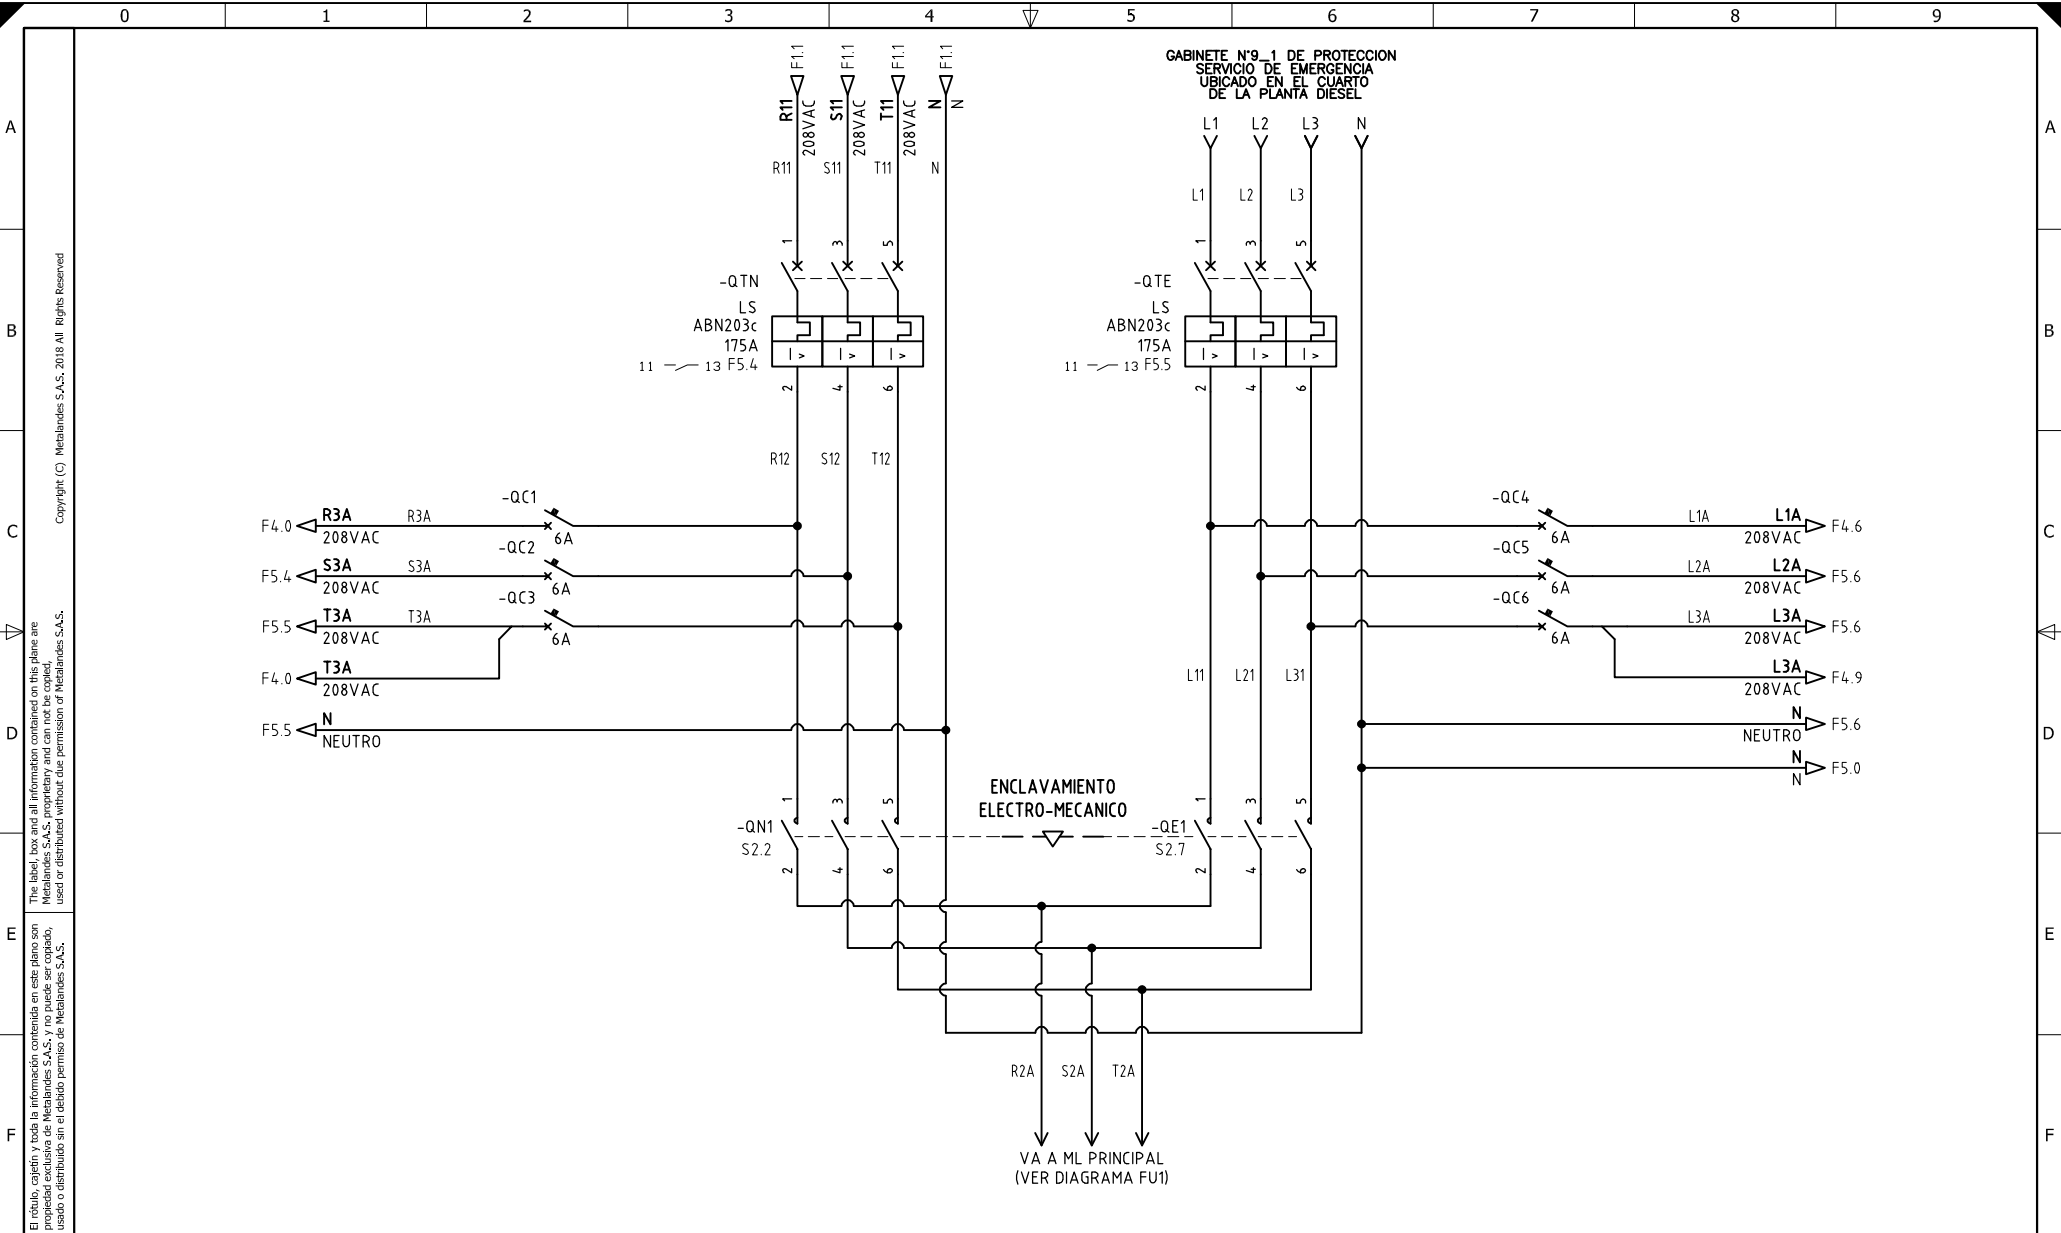 0 1 2 3 4 5 6 7 8 9
F1.1 F1.1 F1.1 F1.1
R11 208VAC S11 208VAC T11 208VAC N N
R11 S11 T11 N
GABINETE N°9_1 DE PROTECCION
SERVICIO DE EMERGENCIA
UBICADO EN EL CUARTO
DE LA PLANTA DIESEL
L1 L2 L3 N
L1 L2 L3
A A
1 3 5
-QTN
LS
ABN203c
175A
11 13 F5.4
I > I > I >
2 4 6
1 3 5
-QTE
LS
ABN203c
175A
11 13 F5.5
I > I > I >
2 4 6
B B
R12 S12 T12
C C
F4.0 R3A R3A -QC1
208VAC 6A
F5.4 S3A S3A -QC2
208VAC 6A
F5.5 T3A T3A -QC3
208VAC 6A
F4.0 T3A
208VAC
F5.5 N
NEUTRO
-QC4 L1A L1A F4.6
6A 208VAC
-QC5 L2A L2A F5.6
6A 208VAC
-QC6 L3A L3A F5.6
6A 208VAC
L3A F4.9
208VAC
N F5.6
NEUTRO
N F5.0
N
L11 L21 L31
D D
ENCLAVAMIENTO
ELECTRO-MECANICO
1 3 5
-QN1
S2.2
2 4 6
1 3 5
-QE1
S2.7
2 4 6
E E
R2A S2A T2A
F F
VA A ML PRINCIPAL
(VER DIAGRAMA FU1)
Copyright (C) Metalandes S.A.S. 2018 All Rights Reserved
The label, box and all information contained on this plane are
Metalandes S.A.S. proprietary and can not be copied,
used or distributed without due permission of Metalandes S.A.S.
El rótulo, cajetín y toda la información contenida en este plano son
propiedad exclusiva de Metalandes S.A.S. y no puede ser copiado,
usado o distribuido sin el debido permiso de Metalandes S.A.S.